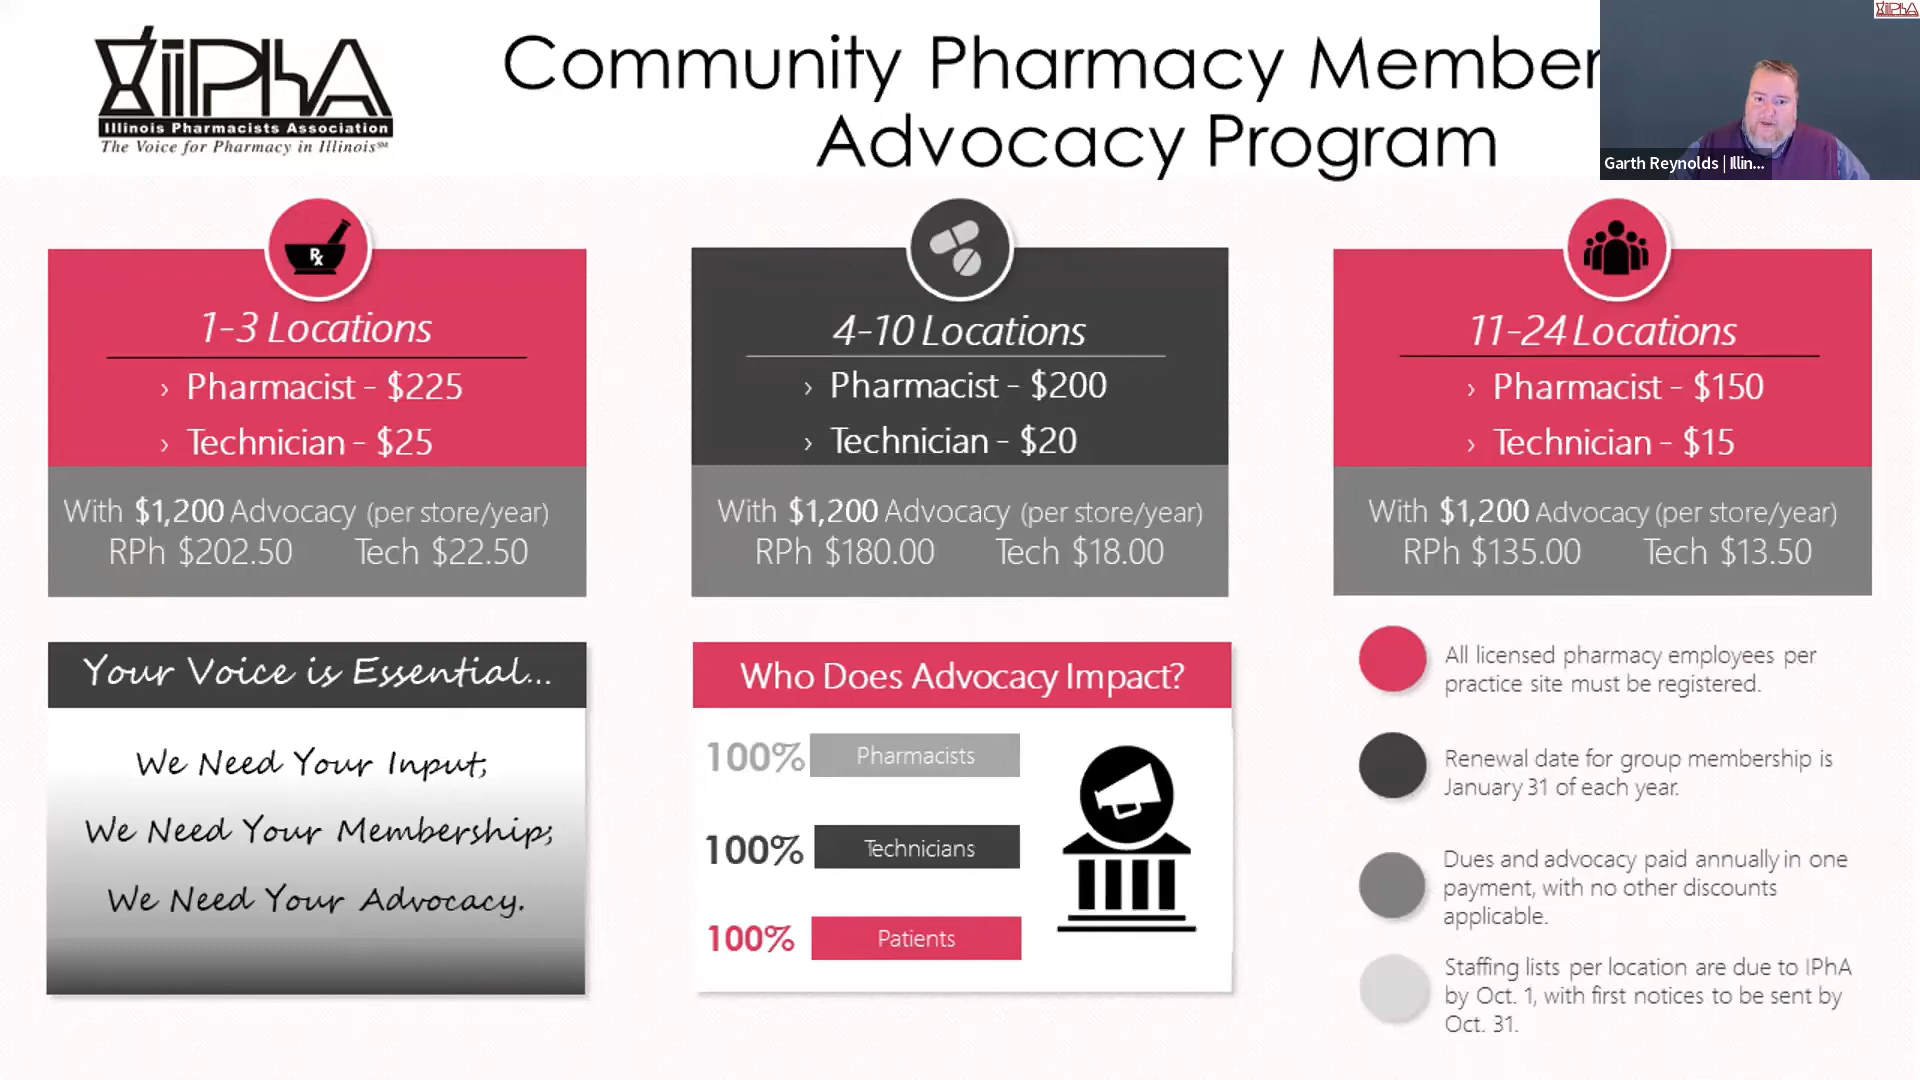 IPhA
Illinois Pharmacists Association
The Voice for Pharmacy in Illinois℠
Community Pharmacy Member
Advocacy Program
IPhA
Garth Reynolds | Illin...
Rx
1-3 Locations
› Pharmacist - $225
› Technician - $25
With $1,200 Advocacy (per store/year)
RPh $202.50 Tech $22.50
4-10 Locations
› Pharmacist - $200
› Technician - $20
With $1,200 Advocacy (per store/year)
RPh $180.00 Tech $18.00
11-24 Locations
› Pharmacist - $150
› Technician - $15
With $1,200 Advocacy (per store/year)
RPh $135.00 Tech $13.50
Your Voice is Essential...
We Need Your Input;
We Need Your Membership;
We Need Your Advocacy.
Who Does Advocacy Impact?
100% Pharmacists
100% Technicians
100% Patients
All licensed pharmacy employees per
practice site must be registered.
Renewal date for group membership is
January 31 of each year.
Dues and advocacy paid annually in one
payment, with no other discounts
applicable.
Staffing lists per location are due to IPhA
by Oct. 1, with first notices to be sent by
Oct. 31.